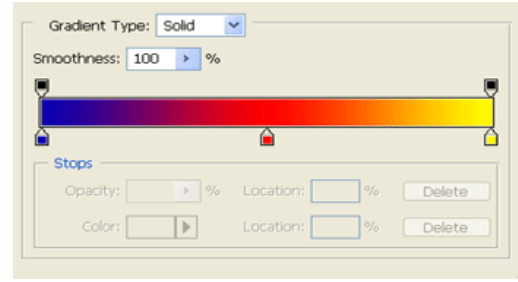 Gradient Type: Solid
Smoothness: 100 %
Stops
Opacity: % Location: % Delete
Color: Location: % Delete